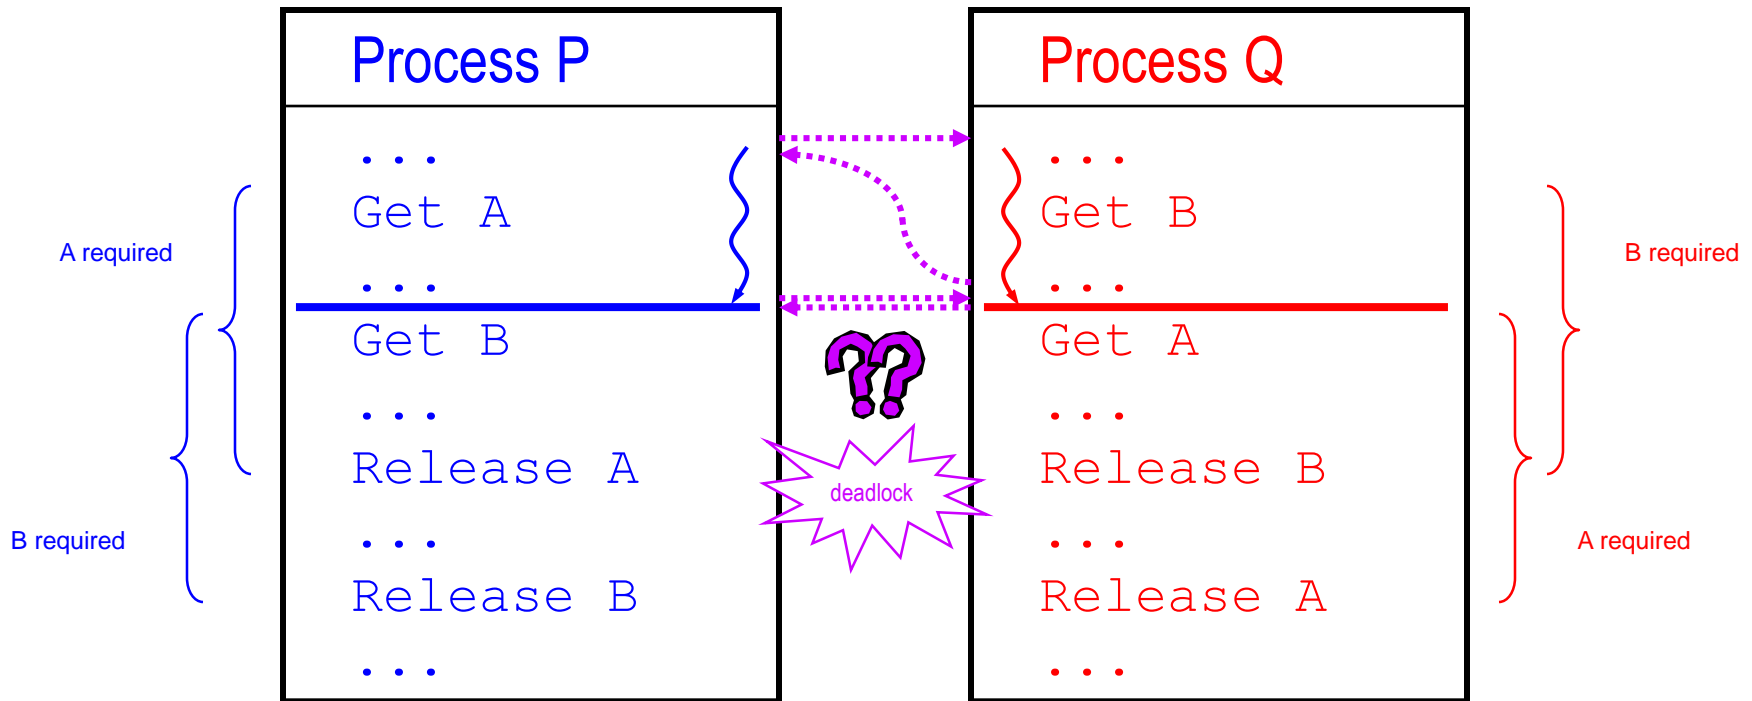 Process P
...
Get A
...
Get B
...
Release A
...
Release B
...
A required
B required
Process Q
...
Get B
...
Get A
...
Release B
...
Release A
...
B required
A required
??
deadlock